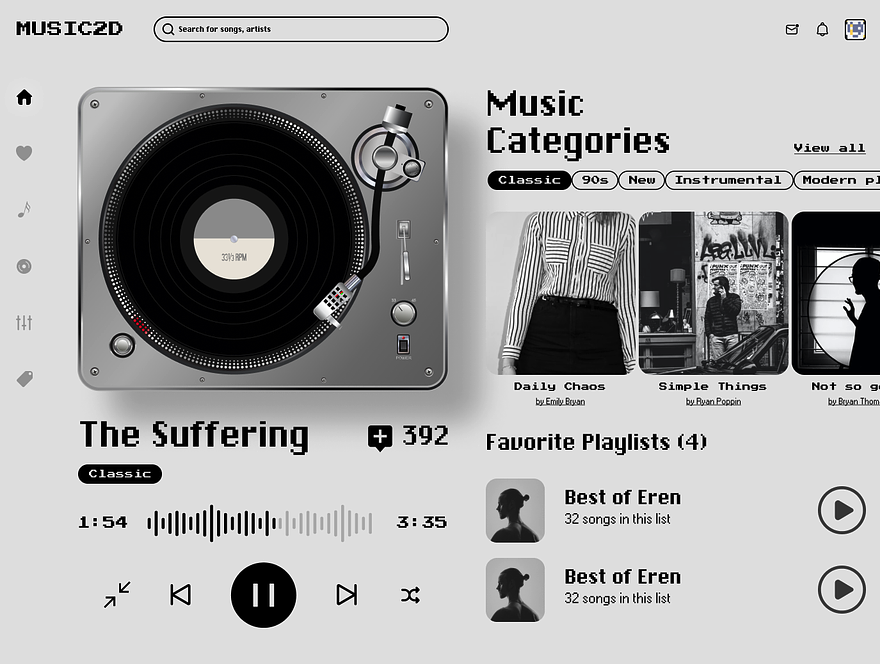 MUSIC2D
Search for songs, artists
33⅓ RPM
The Suffering
392
Classic
1:54
3:35
Music
Categories
View all
Classic
90s
New
Instrumental
Modern pl
Daily Chaos
by Emily Bryan
Simple Things
by Ryan Poppin
Not so g
by Bryan Thom
Favorite Playlists (4)
Best of Eren
32 songs in this list
Best of Eren
32 songs in this list